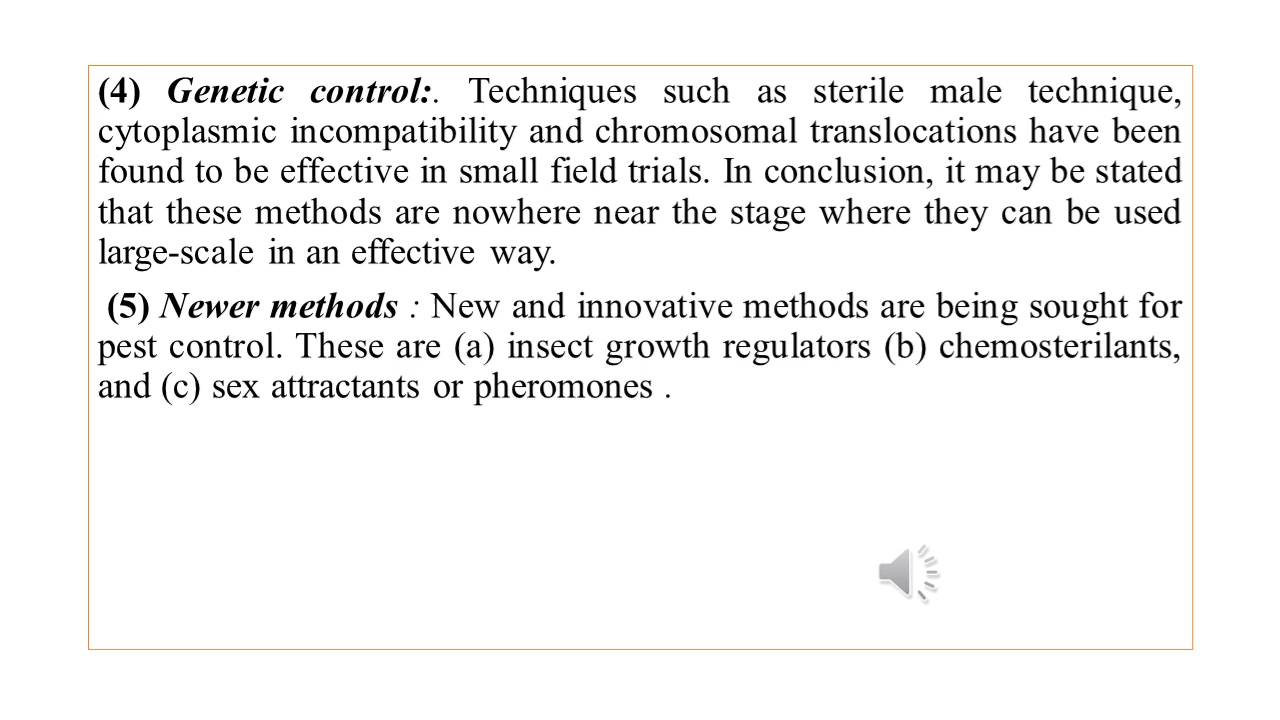 (4) Genetic control:. Techniques such as sterile male technique,
cytoplasmic incompatibility and chromosomal translocations have been
found to be effective in small field trials. In conclusion, it may be stated
that these methods are nowhere near the stage where they can be used
large-scale in an effective way.
(5) Newer methods : New and innovative methods are being sought for
pest control. These are (a) insect growth regulators (b) chemosterilants,
and (c) sex attractants or pheromones .